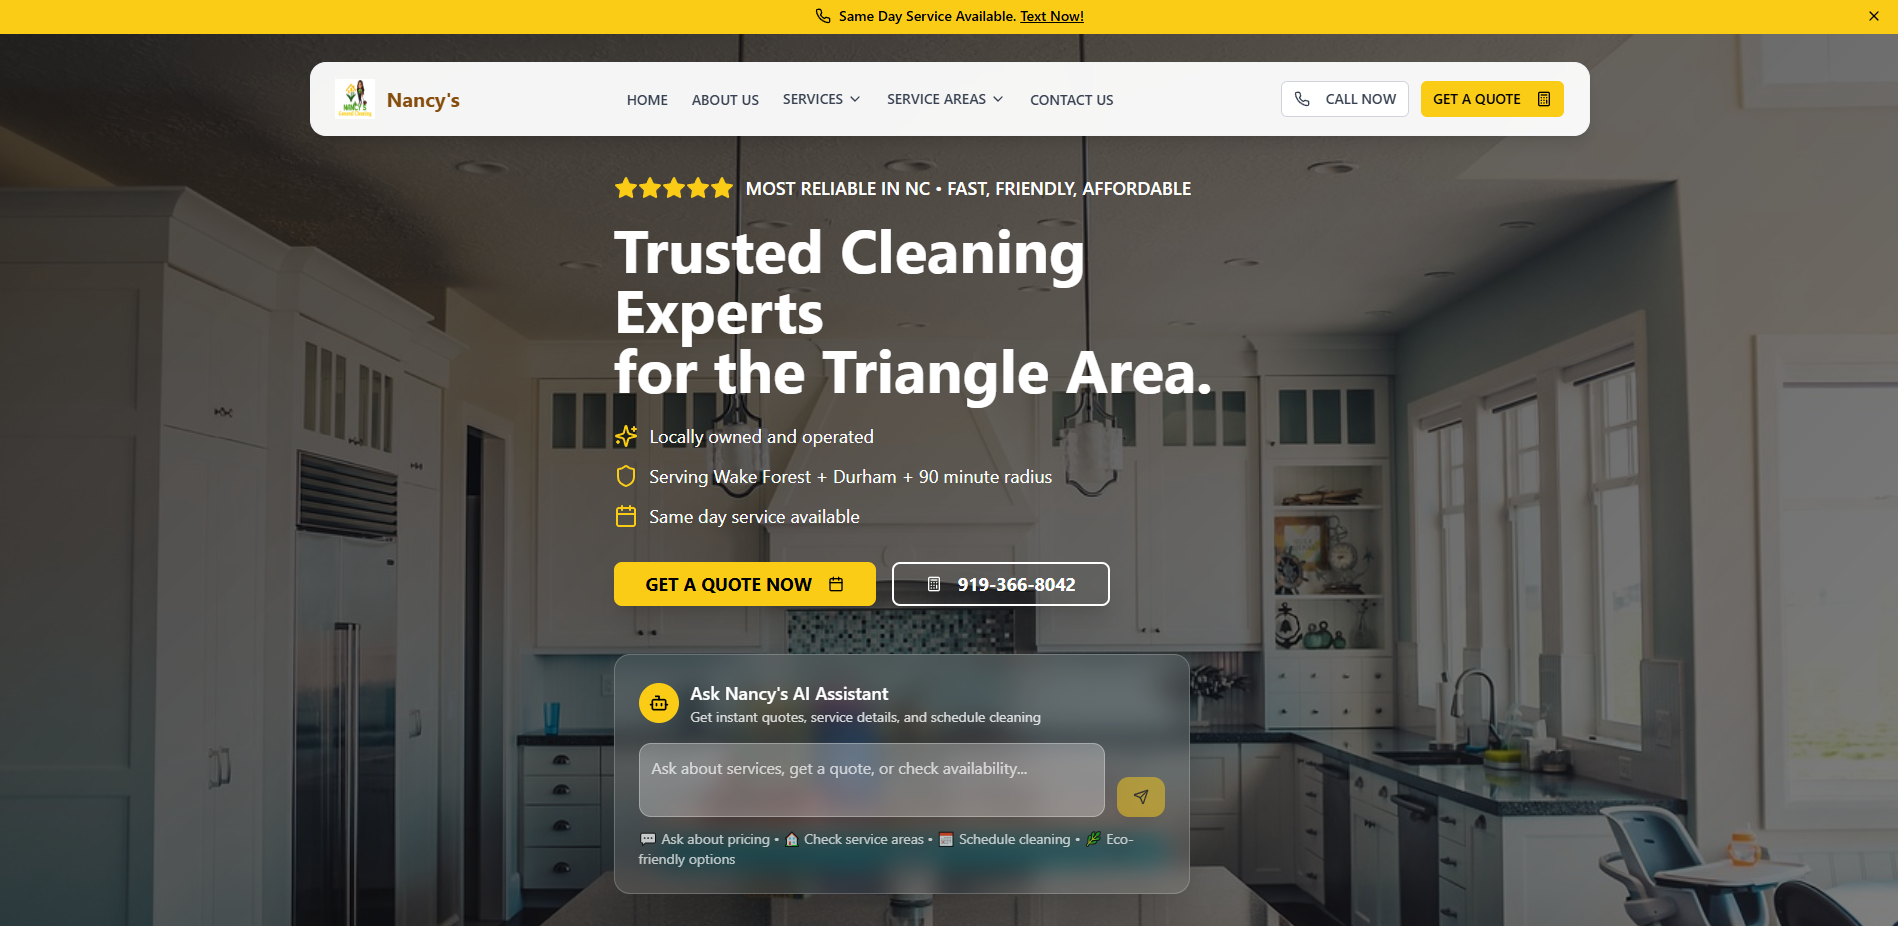 Same Day Service Available. Text Now!
NANCY'S
General Cleaning
Nancy's
HOME
ABOUT US
SERVICES
SERVICE AREAS
CONTACT US
CALL NOW
GET A QUOTE
MOST RELIABLE IN NC • FAST, FRIENDLY, AFFORDABLE
Trusted Cleaning
Experts
for the Triangle Area.
Locally owned and operated
Serving Wake Forest + Durham + 90 minute radius
Same day service available
GET A QUOTE NOW
919-366-8042
Ask Nancy's AI Assistant
Get instant quotes, service details, and schedule cleaning
Ask about services, get a quote, or check availability...
💬 Ask about pricing • 🏠 Check service areas • 📅 Schedule cleaning • 🌿 Eco-
friendly options